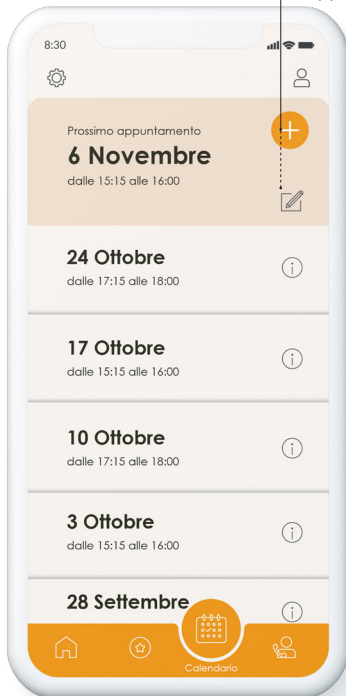 8:30
Prossimo appuntamento
6 Novembre
dalle 15:15 alle 16:00
24 Ottobre
dalle 17:15 alle 18:00
17 Ottobre
dalle 15:15 alle 16:00
10 Ottobre
dalle 17:15 alle 18:00
3 Ottobre
dalle 15:15 alle 16:00
28 Settembre
Calendario